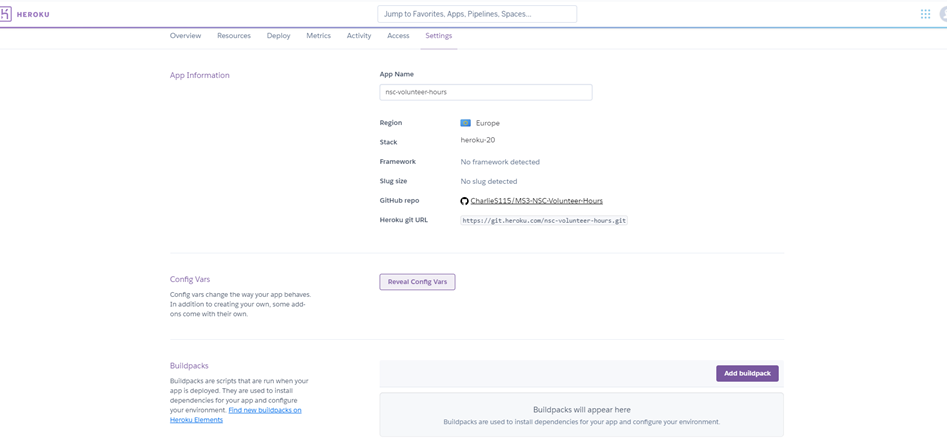 HEROKU
Jump to Favorites, Apps, Pipelines, Spaces...
Overview Resources Deploy Metrics Activity Access Settings
App Information
App Name
nsc-volunteer-hours
Region Europe
Stack heroku-20
Framework No framework detected
Slug size No slug detected
GitHub repo CharlieS115/MS3-NSC-Volunteer-Hours
Heroku git URL https://git.heroku.com/nsc-volunteer-hours.git
Config Vars
Config vars change the way your app behaves.
In addition to creating your own, some add-
ons come with their own.
Reveal Config Vars
Buildpacks
Buildpacks are scripts that are run when your
app is deployed. They are used to install
dependencies for your app and configure
your environment. Find new buildpacks on
Heroku Elements
Add buildpack
Buildpacks will appear here
Buildpacks are used to install dependencies for your app and configure your environment.